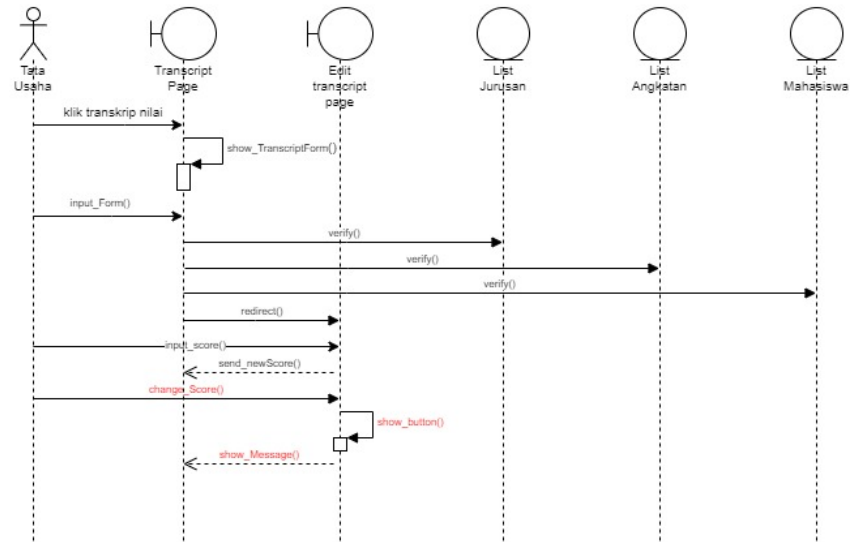 Tata
Usaha
Transcript
Page
Edit
transcript
page
List
Jurusan
List
Angkatan
List
Mahasiswa
klik transkrip nilai
show_TranscriptForm()
input_Form()
verify()
verify()
verify()
redirect()
input_score()
send_newScore()
change_Score()
show_button()
show_Message()